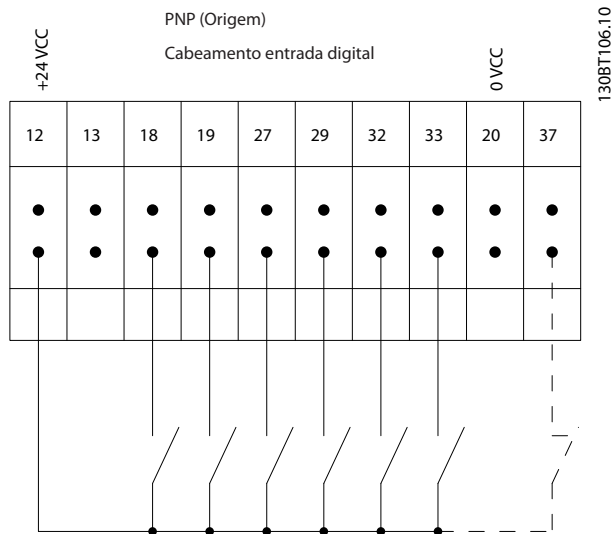 PNP (Origem)
Cabeamento entrada digital
+24 VCC
0 VCC
130BT106.10
12 13 18 19 27 29 32 33 20 37